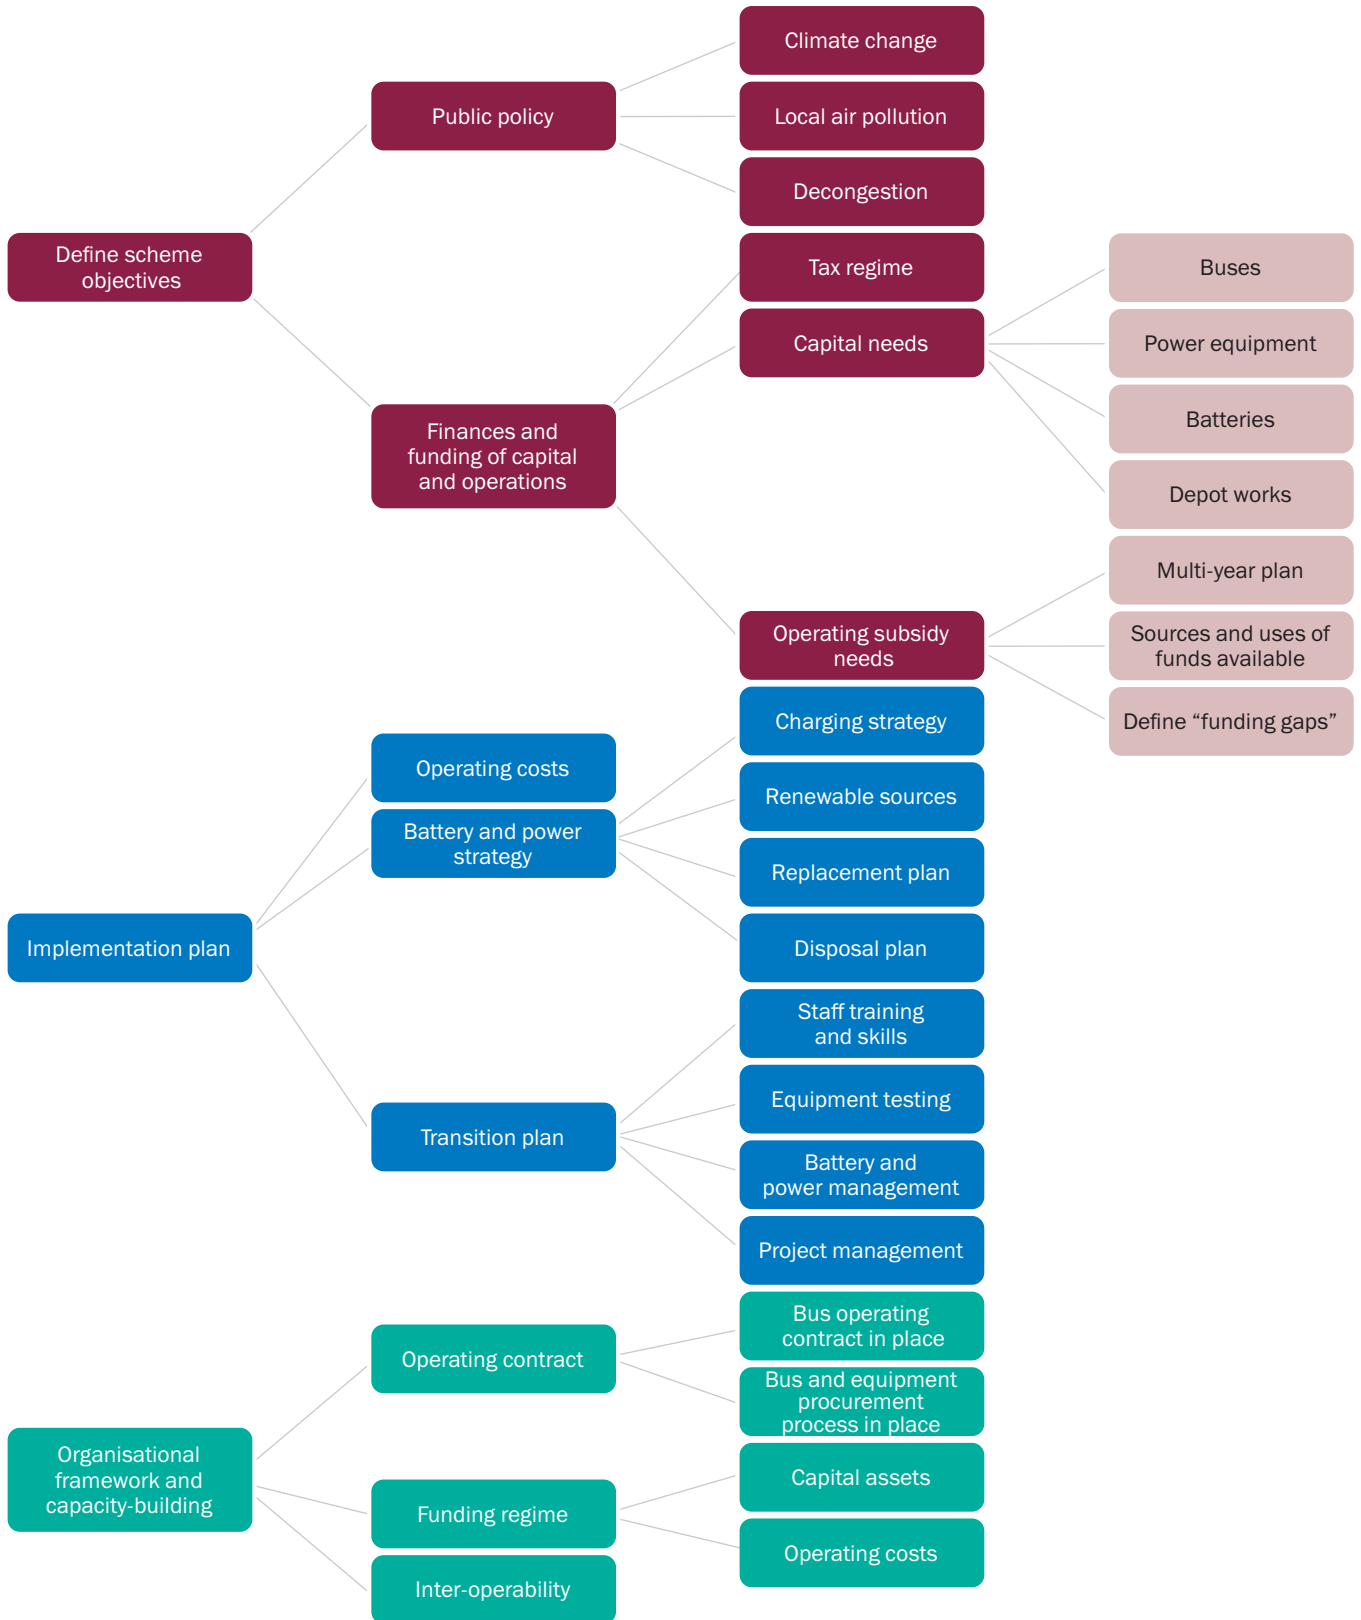 Define scheme
objectives
Public policy
Climate change
Local air pollution
Decongestion
Finances and
funding of capital
and operations
Tax regime
Capital needs
Buses
Power equipment
Batteries
Depot works
Operating subsidy
needs
Multi-year plan
Sources and uses of
funds available
Define “funding gaps”
Implementation plan
Operating costs
Battery and power
strategy
Charging strategy
Renewable sources
Replacement plan
Disposal plan
Transition plan
Staff training
and skills
Equipment testing
Battery and
power management
Project management
Organisational
framework and
capacity-building
Operating contract
Bus operating
contract in place
Bus and equipment
procurement
process in place
Funding regime
Capital assets
Operating costs
Inter-operability